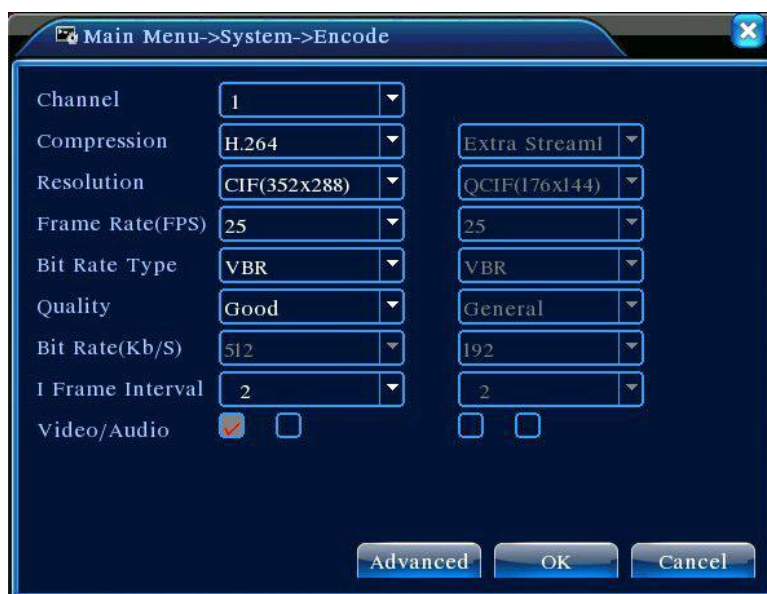 Main Menu->System->Encode
Channel 1
Compression H.264 Extra Stream1
Resolution CIF(352x288) QCIF(176x144)
Frame Rate(FPS) 25 25
Bit Rate Type VBR VBR
Quality Good General
Bit Rate(Kb/S) 512 192
I Frame Interval 2 2
Video/Audio
Advanced OK Cancel